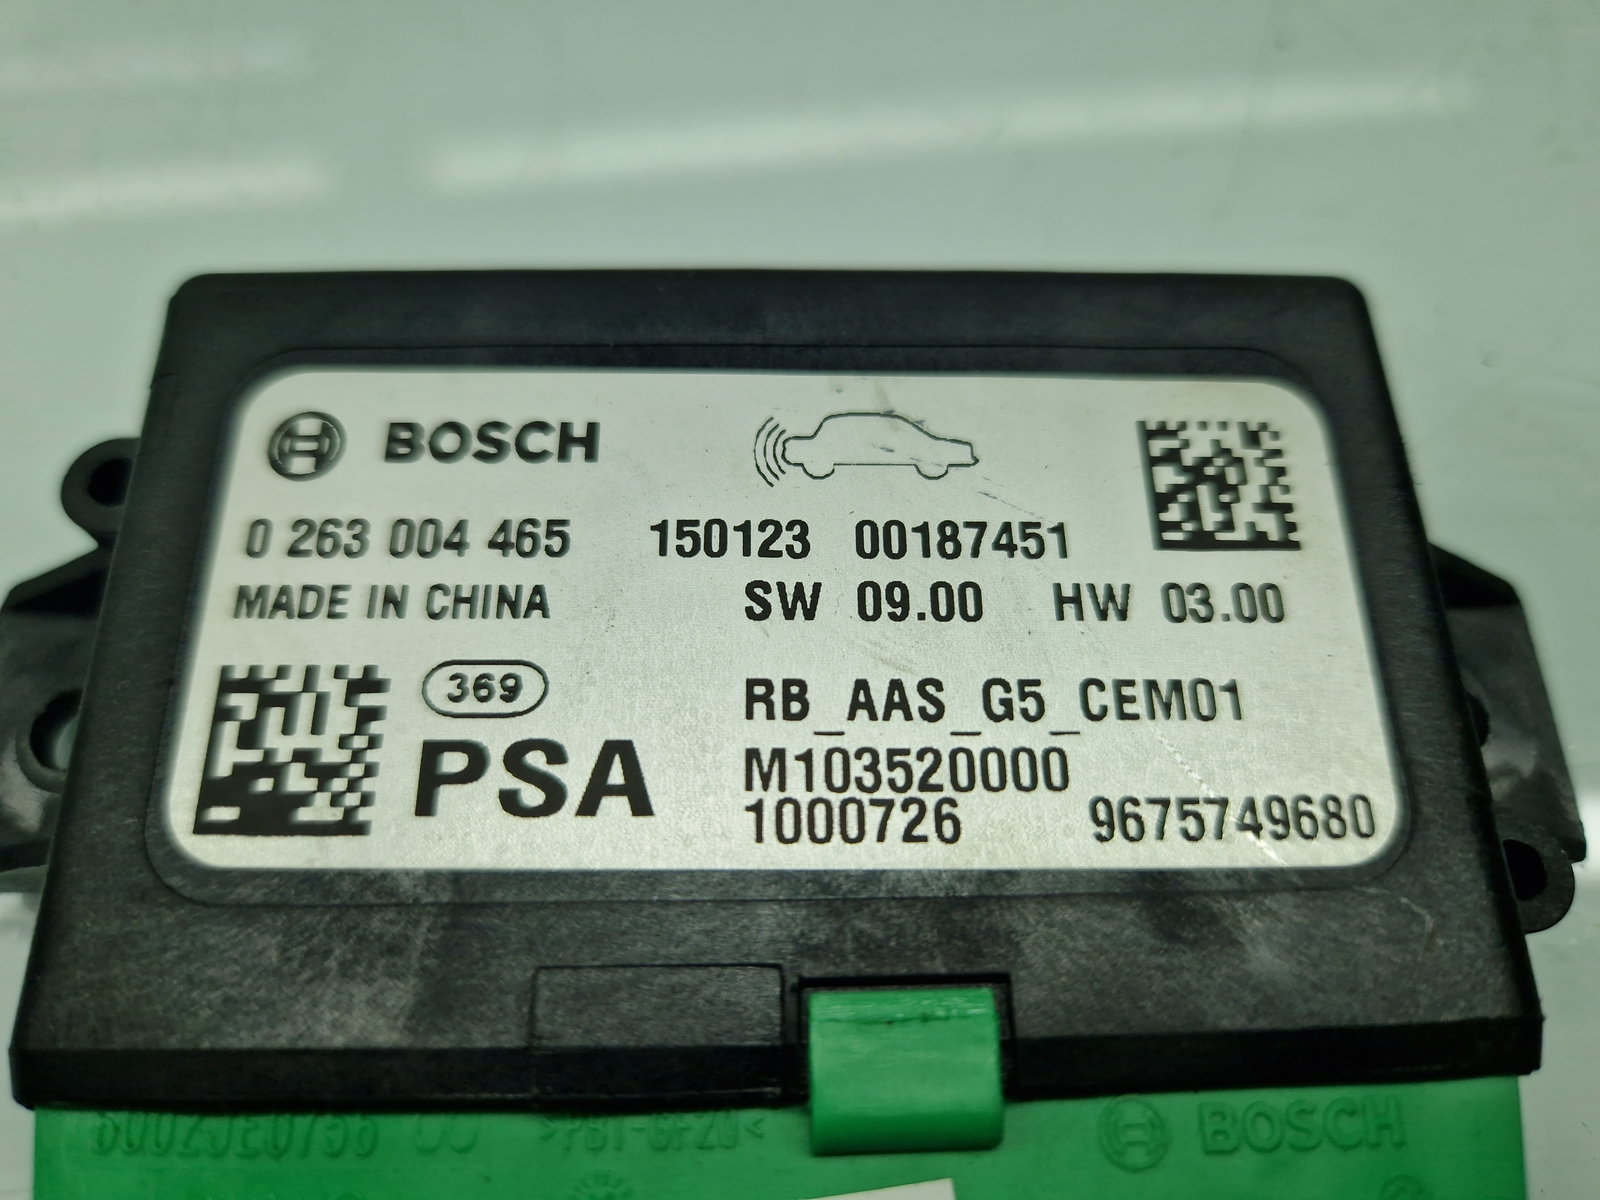 BOSCH
0 263 004 465 150123 00187451
MADE IN CHINA SW 09.00 HW 03.00
369 RB_AAS_G5_CEM01
PSA M103520000
1000726 9675749680
BOSCH